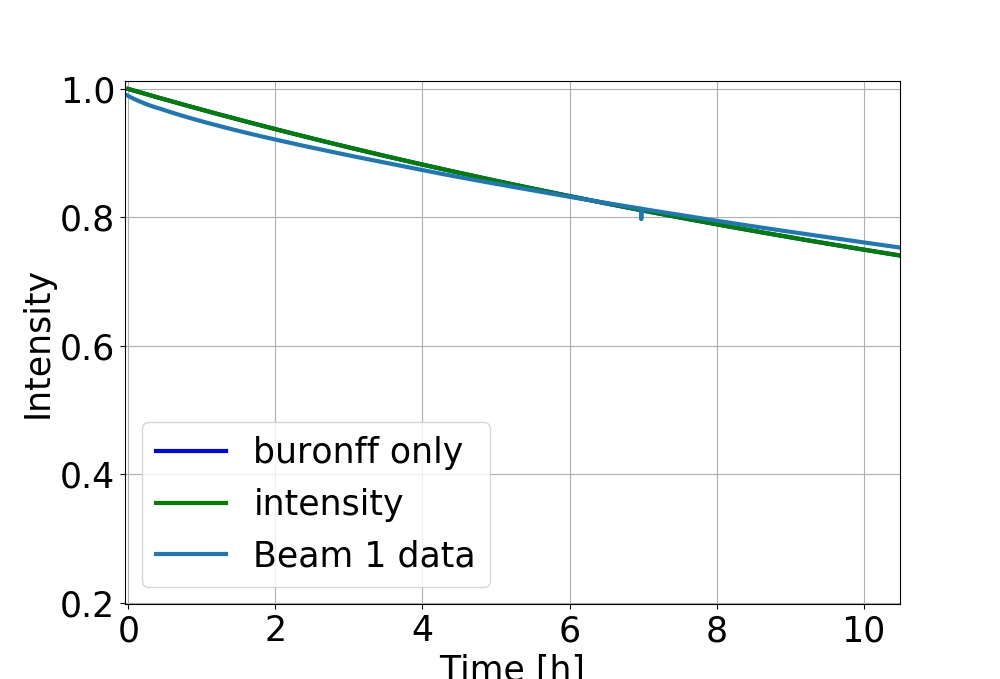 1.0
0.8
0.6
0.4
0.2
Intensity
buronff only
intensity
Beam 1 data
0 2 4 6 8 10
Time [h]